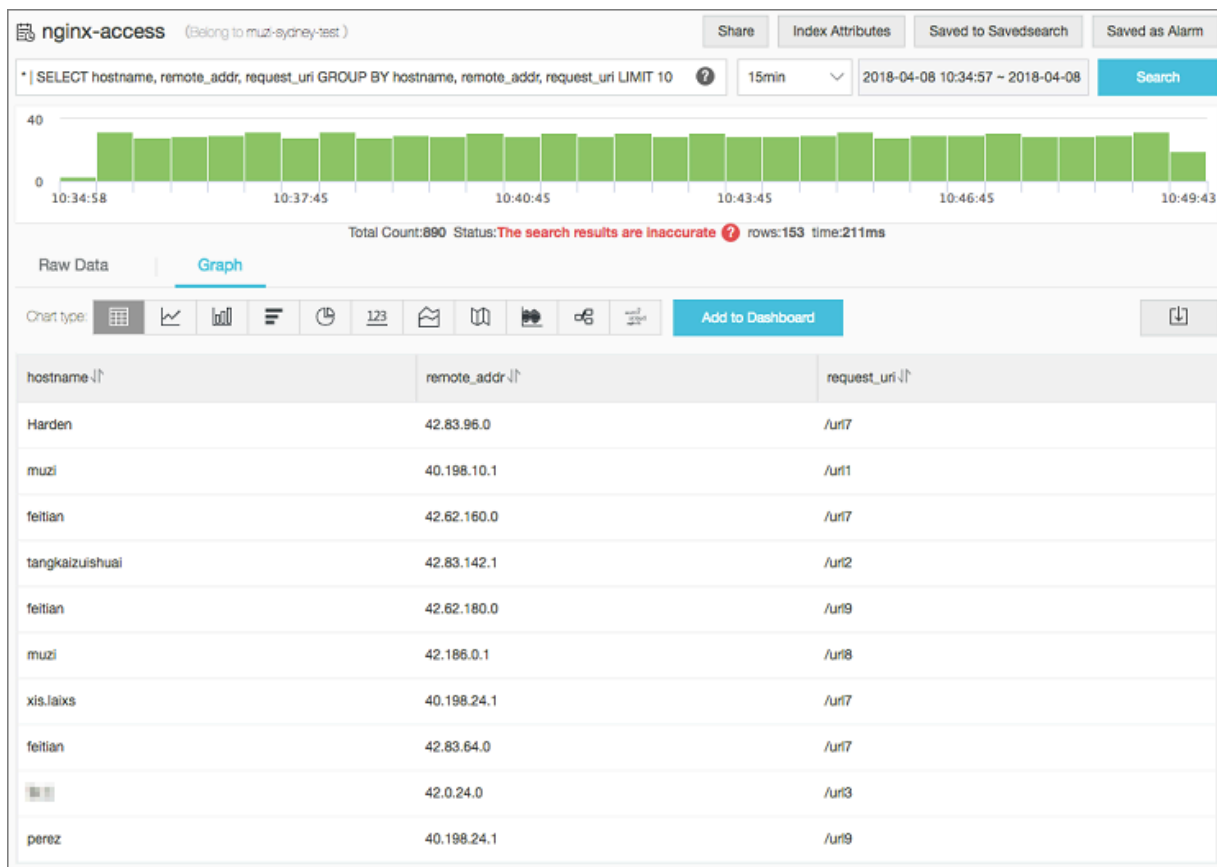 nginx-access (Belong to muzi-sydney-test ) Share Index Attributes Saved to Savedsearch Saved as Alarm
* | SELECT hostname, remote_addr, request_uri GROUP BY hostname, remote_addr, request_uri LIMIT 10 ? 15min 2018-04-08 10:34:57 ~ 2018-04-08 Search
40
0
10:34:58 10:37:45 10:40:45 10:43:45 10:46:45 10:49:43
Total Count:890 Status:The search results are inaccurate ? rows:153 time:211ms
Raw Data Graph
Chart type: 123 Add to Dashboard
hostname remote_addr request_uri
Harden 42.83.96.0 /url7
muzi 40.198.10.1 /url1
feitian 42.62.160.0 /url7
tangkaizuishuai 42.83.142.1 /url2
feitian 42.62.180.0 /url9
muzi 42.186.0.1 /url8
xis.laixs 40.198.24.1 /url7
feitian 42.83.64.0 /url7
42.0.24.0 /url3
perez 40.198.24.1 /url9